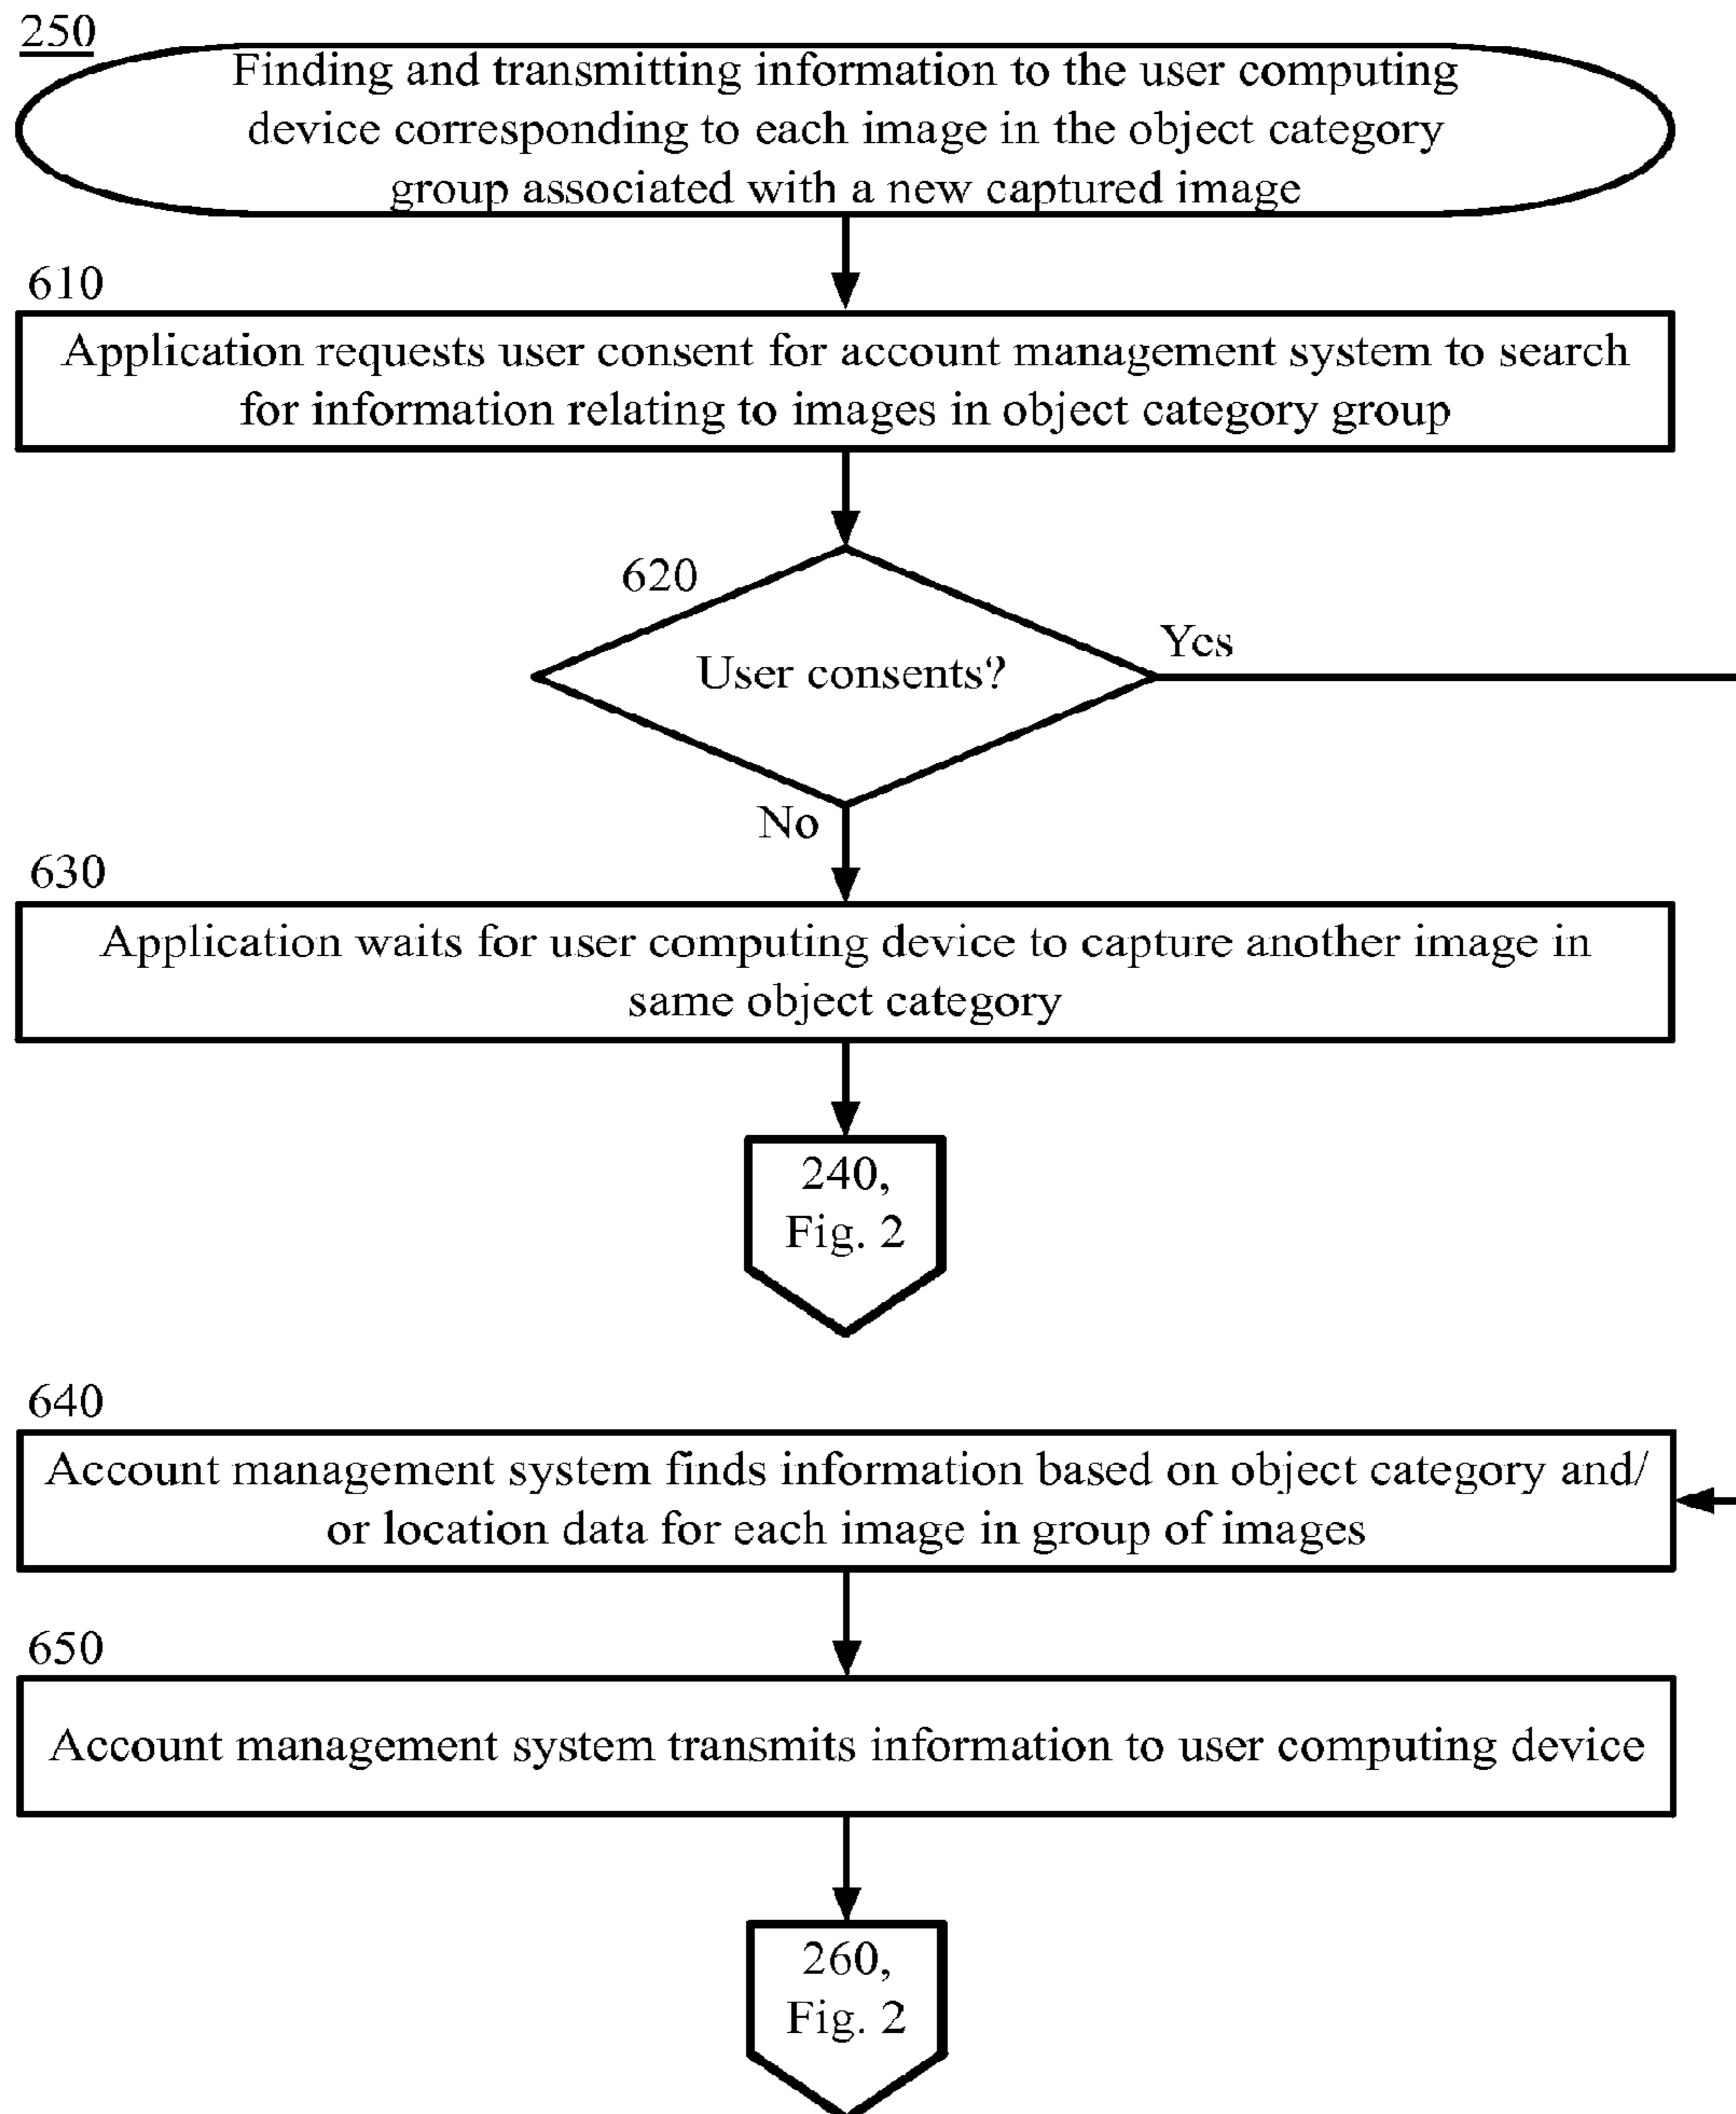 250
Finding and transmitting information to the user computing
device corresponding to each image in the object category
group associated with a new captured image
610
Application requests user consent for account management system to search
for information relating to images in object category group
620
User consents?
Yes
No
630
Application waits for user computing device to capture another image in
same object category
240,
Fig. 2
640
Account management system finds information based on object category and/
or location data for each image in group of images
650
Account management system transmits information to user computing device
260,
Fig. 2